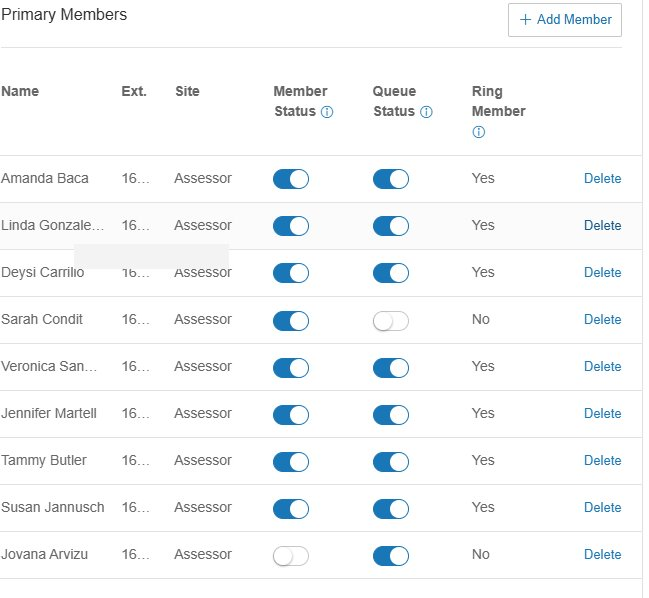 Primary Members
+ Add Member
Name Ext. Site Member Status Queue Status Ring Member
Amanda Baca 16... Assessor Yes Delete
Linda Gonzale... 16... Assessor Yes Delete
Deysi Carrillo 16... Assessor Yes Delete
Sarah Condit 16... Assessor No Delete
Veronica San... 16... Assessor Yes Delete
Jennifer Martell 16... Assessor Yes Delete
Tammy Butler 16... Assessor Yes Delete
Susan Jannusch 16... Assessor Yes Delete
Jovana Arvizu 16... Assessor No Delete